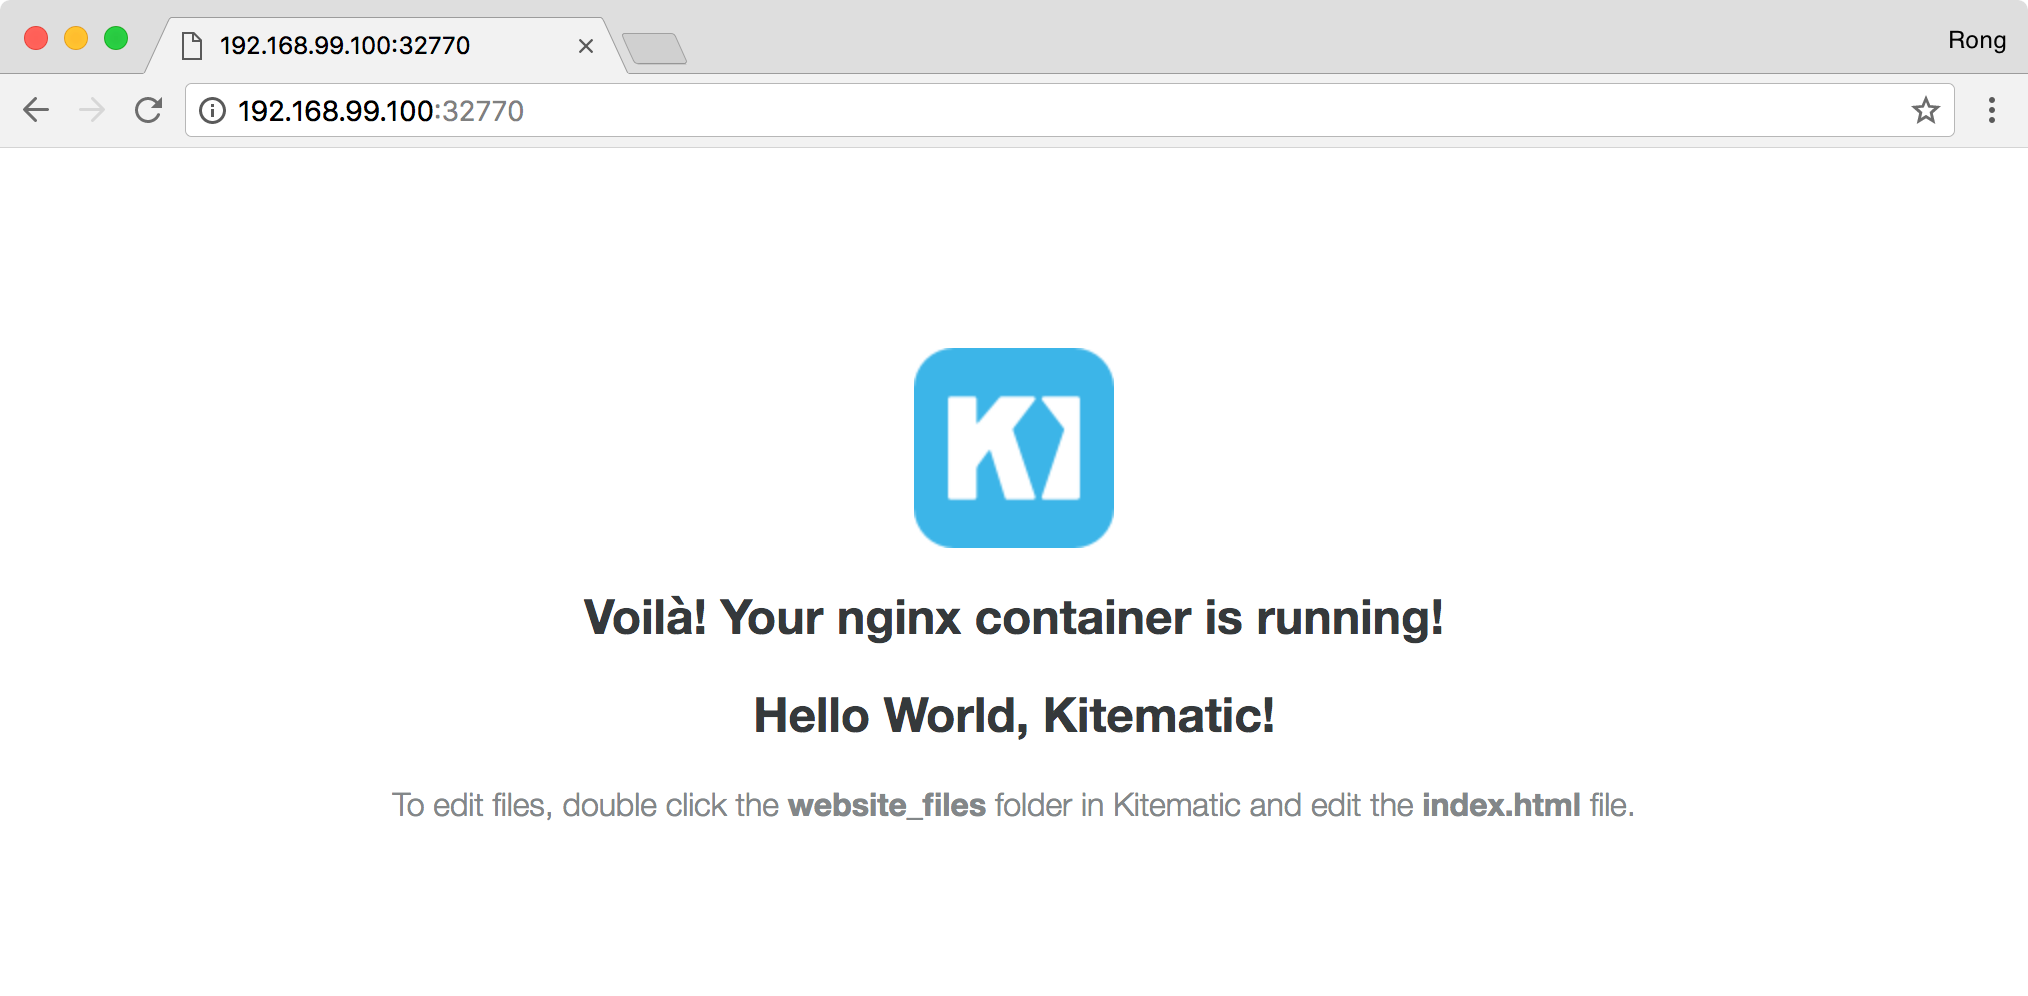 192.168.99.100:32770
Rong
192.168.99.100:32770
KI
Voilà! Your nginx container is running!
Hello World, Kitematic!
To edit files, double click the website_files folder in Kitematic and edit the index.html file.